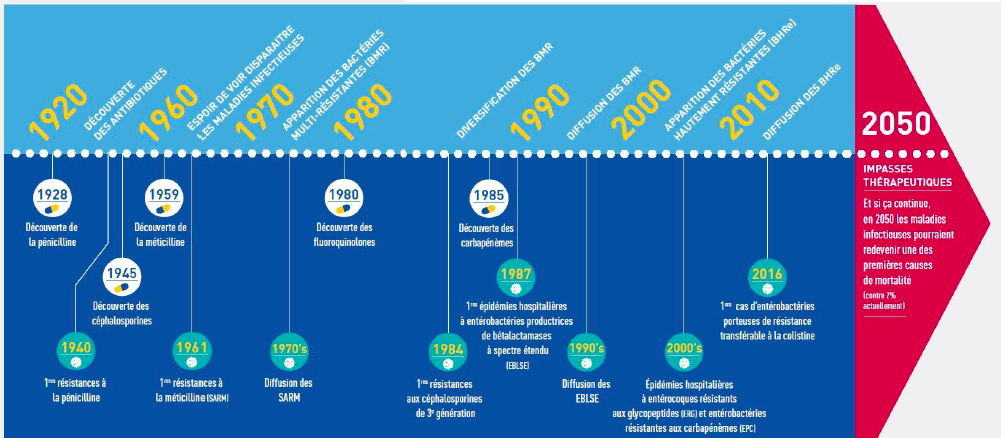 1920
DÉCOUVERTE
DES ANTIBIOTIQUES
1960
ESPOIR DE VOIR DISPARAITRE
LES MALADIES INFECTIEUSES
1970
APPARITION DES BACTÉRIES
MULTI-RÉSISTANTES (BMR)
1980
DIVERSIFICATION DES BMR
1990
DIFFUSION DES BMR
2000
APPARITION DES BACTÉRIES
HAUTEMENT RÉSISTANTES (BHRe)
2010
DIFFUSION DES BHRe
2050
IMPASSES
THÉRAPEUTIQUES
Et si ça continue,
en 2050 les maladies
infectieuses pourraient
redevenir une des
premières causes
de mortalité
(contre 2%
actuellement)
1928
Découverte de
la pénicilline
1959
Découverte de
la méticilline
1980
Découverte des
fluoroquinolones
1985
Découverte des
carbapénèmes
1945
Découverte des
céphalosporines
1987
1res épidémies hospitalières
à entérobactéries productrices
de bétalactamases
à spectre étendu
(EBLSE)
2016
1ers cas d'entérobactéries
porteuses de résistance
transférable à la colistine
1940
1res résistances à
la pénicilline
1961
1res résistances à
la méticilline (SARM)
1970's
Diffusion des
SARM
1984
1res résistances
aux céphalosporines
de 3e génération
1990's
Diffusion des
EBLSE
2000's
Épidémies hospitalières
à entérocoques résistants
aux glycopeptides (ERG) et entérobactéries
résistantes aux carbapénèmes (EPC)